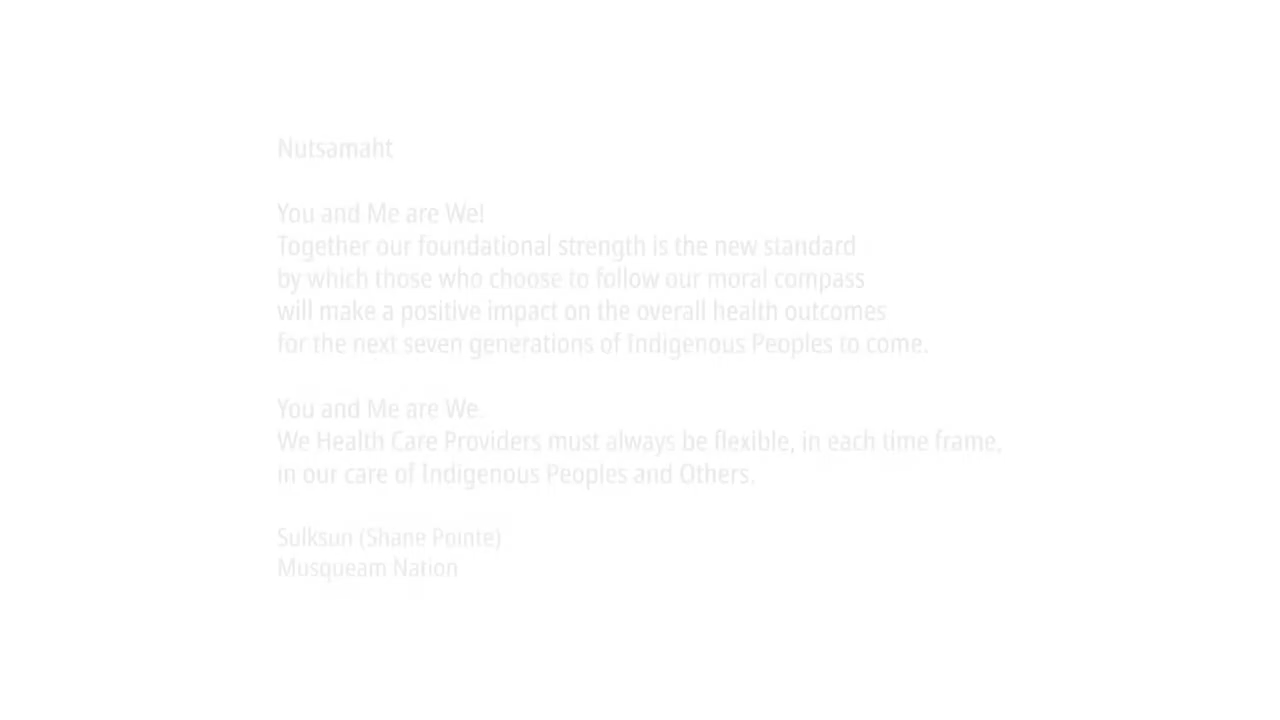 Nutsamaht
You and Me are We!
Together our foundational strength is the new standard
by which those who choose to follow our moral compass
will make a positive impact on the overall health outcomes
for the next seven generations of Indigenous Peoples to come.
You and Me are We.
We Health Care Providers must always be flexible, in each time frame,
in our care of Indigenous Peoples and Others.
Sulksun (Shane Pointe)
Musqueam Nation